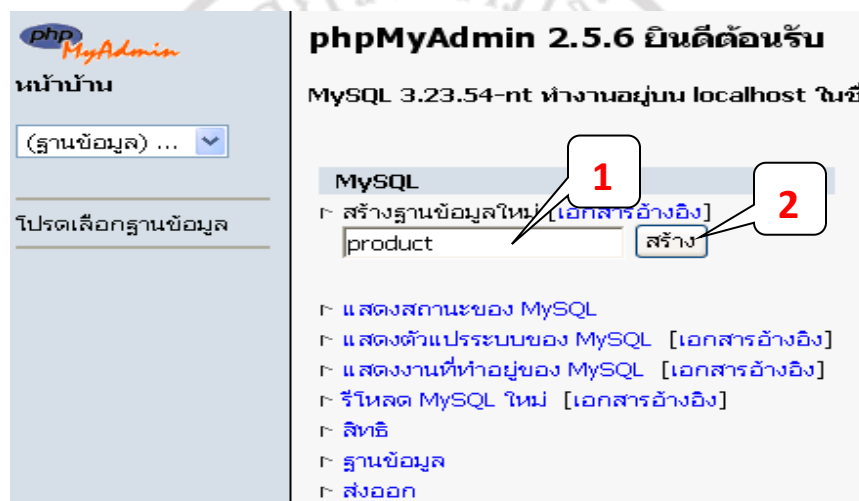 php
MyAdmin
หน้าบ้าน
(ฐานข้อมูล) ...
โปรดเลือกฐานข้อมูล
phpMyAdmin 2.5.6 ยินดีต้อนรับ
MySQL 3.23.54-nt ทำงานอยู่บน localhost ในชื่
MySQL
1
สร้างฐานข้อมูลใหม่ [เอกสารอ้างอิง]
2
product
สร้าง
แสดงสถานะของ MySQL
แสดงตัวแปรระบบของ MySQL [เอกสารอ้างอิง]
แสดงงานที่ทำอยู่ของ MySQL [เอกสารอ้างอิง]
รีโหลด MySQL ใหม่ [เอกสารอ้างอิง]
สิทธิ
ฐานข้อมูล
ส่งออก